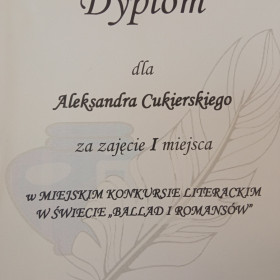 Dyplom
dla
Aleksandra Cukierskiego
za zajęcie I miejsca
w MIEJSKIM KONKURSIE LITERACKIM
W ŚWIECIE „BALLAD I ROMANSÓW”